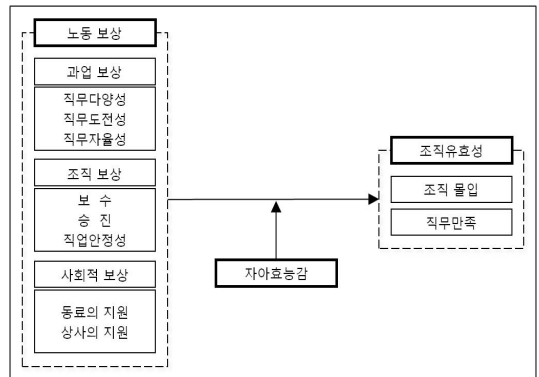 노동 보상
과업 보상
직무다양성
직무도전성
직무자율성
조직 보상
보 수
승 진
직업안정성
사회적 보상
동료의 지원
상사의 지원
자아효능감
조직유효성
조직 몰입
직무만족